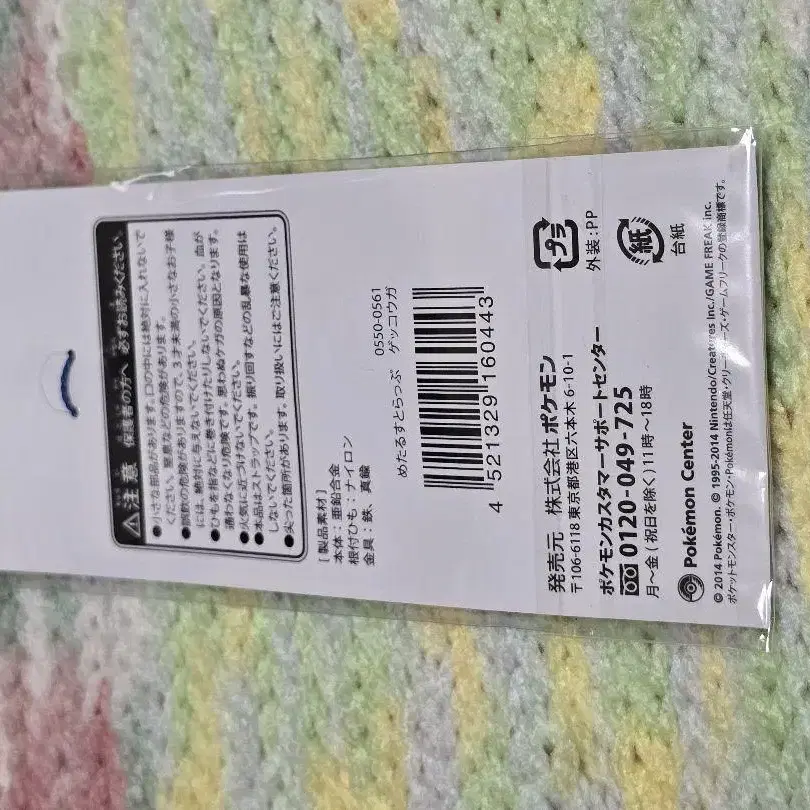 注意 保護者の方へ 必ずお読みください。
●小さな部品があります。口の中には絶対に入れないで
ください。窒息などの危険があります。
●誤飲の危険がありますので、3才未満の小さなお子様
には、絶対に与えないでください。
●ひもを指などに巻き付けたりしないでください。血が
通わなくなり危険です。思わぬケガの原因となります。
●火気に近づけないでください。
●本品はストラップです。振り回すなどの乱暴な使用は
しないでください。
●尖った箇所があります。取り扱いにはご注意ください。
[製品素材]
本体:亜鉛合金
根付けひも:ナイロン
金具:鉄、真鍮
0550-0561
めたるすとらっぷ ゲッコウガ
4 521329 160443
プラ
外装:PP
紙
台紙
発売元 株式会社ポケモン
〒106-6118 東京都港区六本木 6-10-1
ポケモンカスタマーサポートセンター
0120-049-725
月～金(祝日を除く)11時～18時
Pokémon Center
© 2014 Pokémon. © 1995-2014 Nintendo/Creatures Inc./GAME FREAK inc.
ポケットモンスター・ポケモン・Pokémonは任天堂・クリーチャーズ・ゲームフリークの登録商標です。